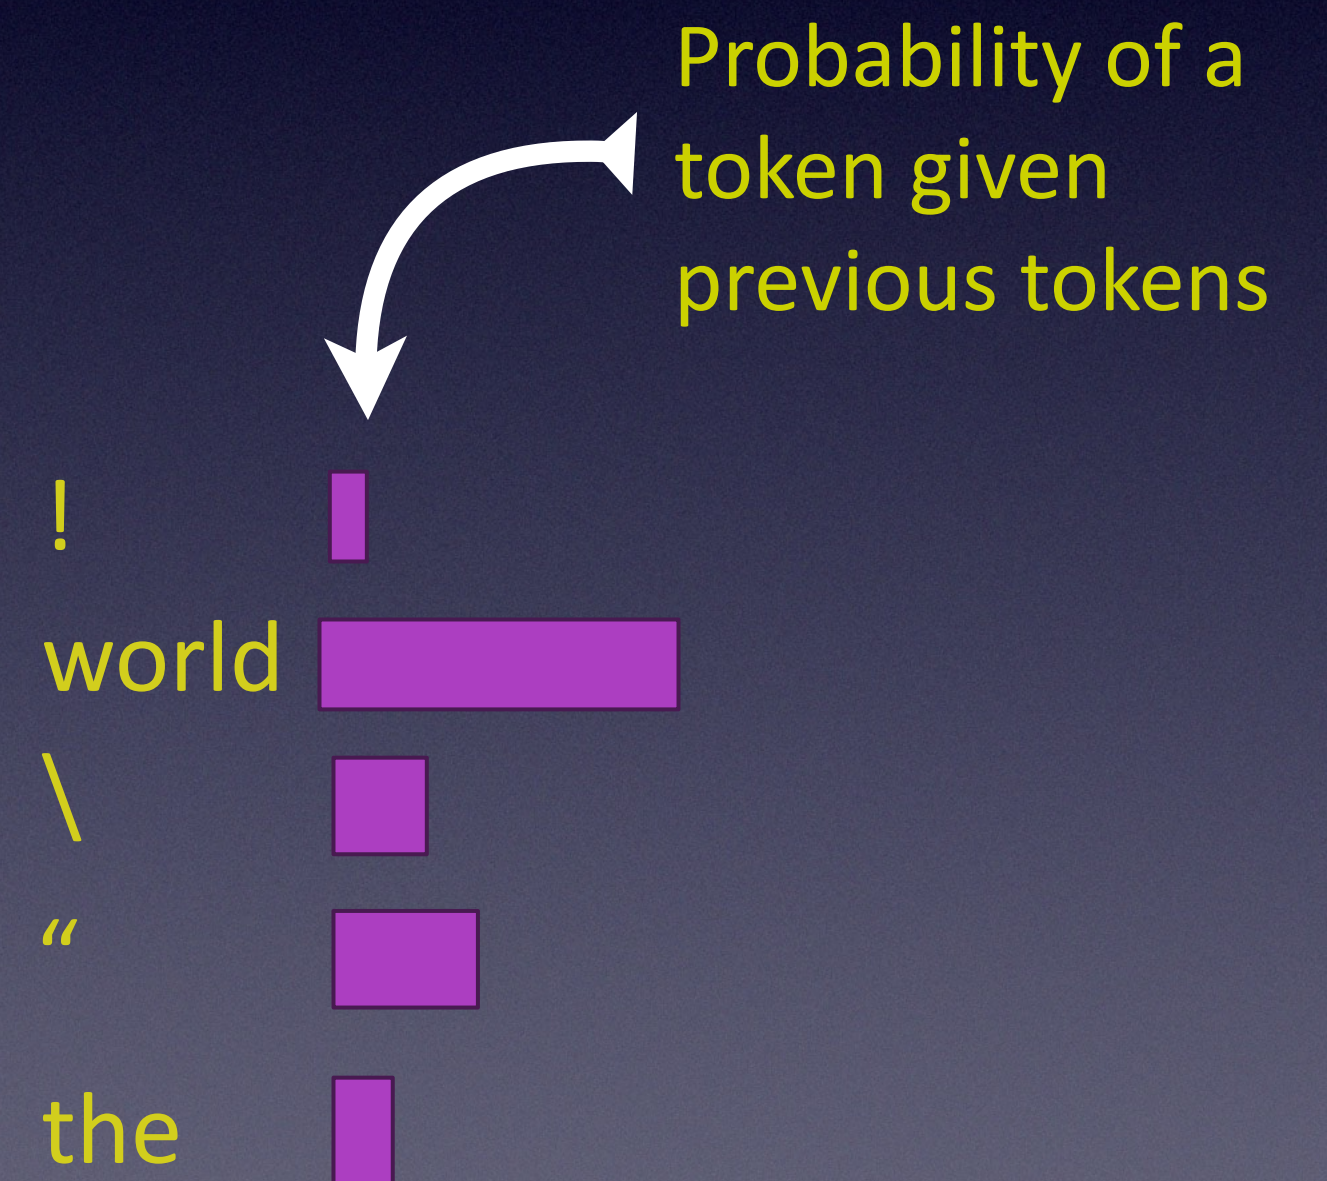 Probability of a
token given
previous tokens
!
world
\
“
the